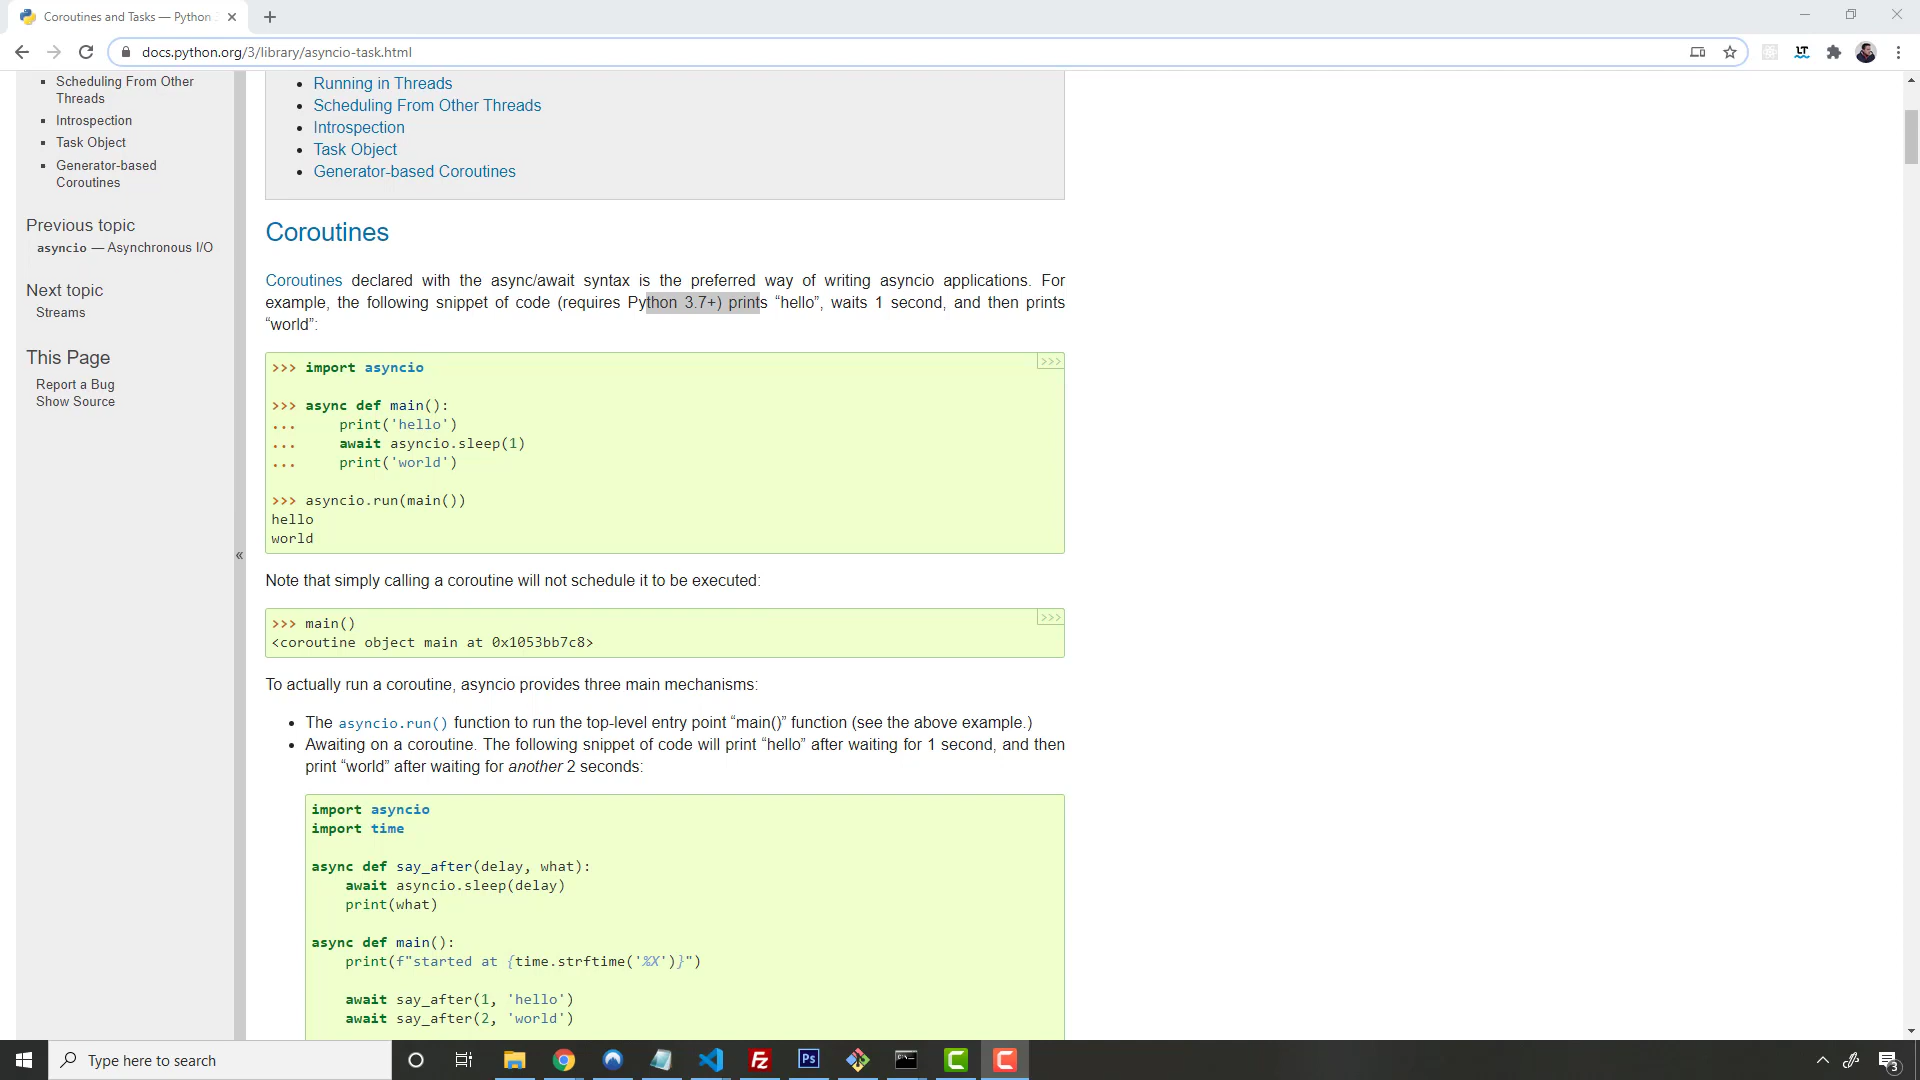 Coroutines and Tasks — Python
docs.python.org/3/library/asyncio-task.html
Scheduling From Other
Threads
Introspection
Task Object
Generator-based
Coroutines
Previous topic
asyncio — Asynchronous I/O
Next topic
Streams
This Page
Report a Bug
Show Source
«
Running in Threads
Scheduling From Other Threads
Introspection
Task Object
Generator-based Coroutines
Coroutines
Coroutines declared with the async/await syntax is the preferred way of writing asyncio applications. For
example, the following snippet of code (requires Python 3.7+) prints “hello”, waits 1 second, and then prints
“world”:
>>>
>>> import asyncio
>>> async def main():
...     print('hello')
...     await asyncio.sleep(1)
...     print('world')
>>> asyncio.run(main())
hello
world
Note that simply calling a coroutine will not schedule it to be executed:
>>>
>>> main()
<coroutine object main at 0x1053bb7c8>
To actually run a coroutine, asyncio provides three main mechanisms:
The asyncio.run() function to run the top-level entry point “main()” function (see the above example.)
Awaiting on a coroutine. The following snippet of code will print “hello” after waiting for 1 second, and then
print “world” after waiting for another 2 seconds:
import asyncio
import time
async def say_after(delay, what):
    await asyncio.sleep(delay)
    print(what)
async def main():
    print(f"started at {time.strftime('%X')}")
    await say_after(1, 'hello')
    await say_after(2, 'world')
Type here to search
Fz
Ps
3